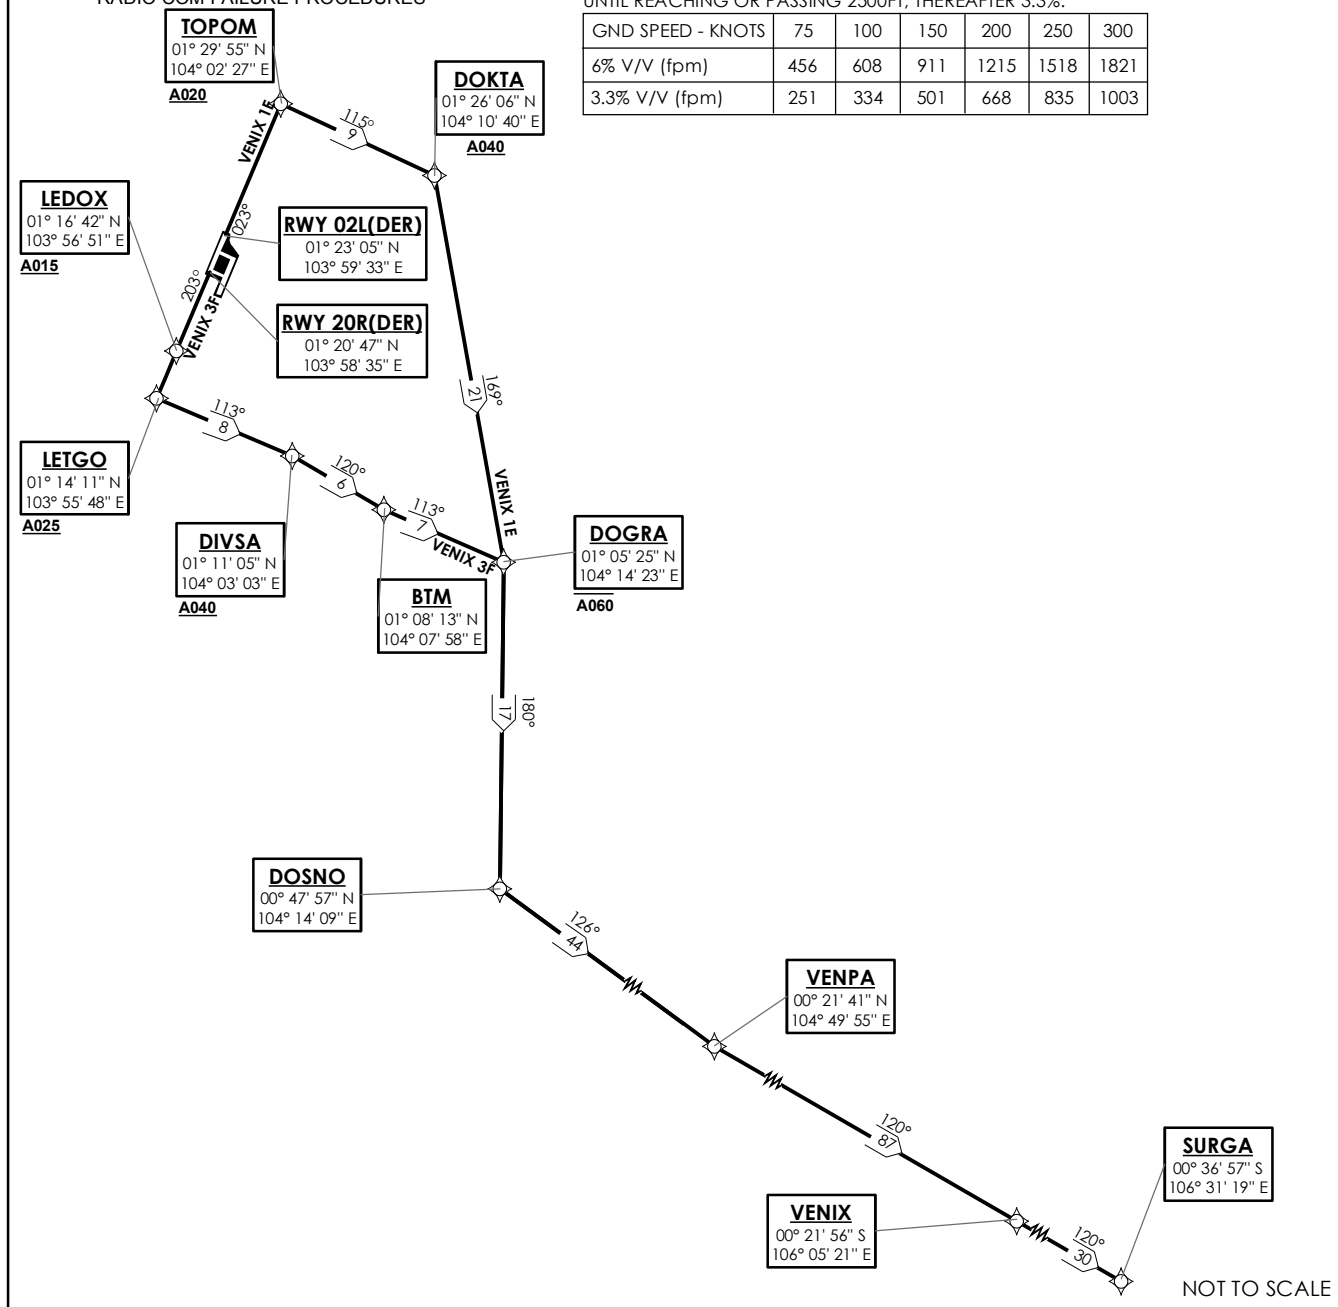 UNTIL REACHING OR PASSING 2500FT, THEREAFTER 3.3%.
GND SPEED - KNOTS 75 100 150 200 250 300
6% V/V (fpm) 456 608 911 1215 1518 1821
3.3% V/V (fpm) 251 334 501 668 835 1003
TOPOM
01° 29' 55" N
104° 02' 27" E
A020
DOKTA
01° 26' 06" N
104° 10' 40" E
A040
115°
9
VENIX 1E
023°
LEDOX
01° 16' 42" N
103° 56' 51" E
A015
RWY 02L(DER)
01° 23' 05" N
103° 59' 33" E
203°
VENIX 3F
RWY 20R(DER)
01° 20' 47" N
103° 58' 35" E
169°
21
113°
8
LETGO
01° 14' 11" N
103° 55' 48" E
A025
120°
6
VENIX 1E
113°
7
VENIX 3F
DIVSA
01° 11' 05" N
104° 03' 03" E
A040
DOGRA
01° 05' 25" N
104° 14' 23" E
A060
BTM
01° 08' 13" N
104° 07' 58" E
180°
17
DOSNO
00° 47' 57" N
104° 14' 09" E
126°
44
VENPA
00° 21' 41" N
104° 49' 55" E
120°
87
SURGA
00° 36' 57" S
106° 31' 19" E
VENIX
00° 21' 56" S
106° 05' 21" E
120°
30
NOT TO SCALE